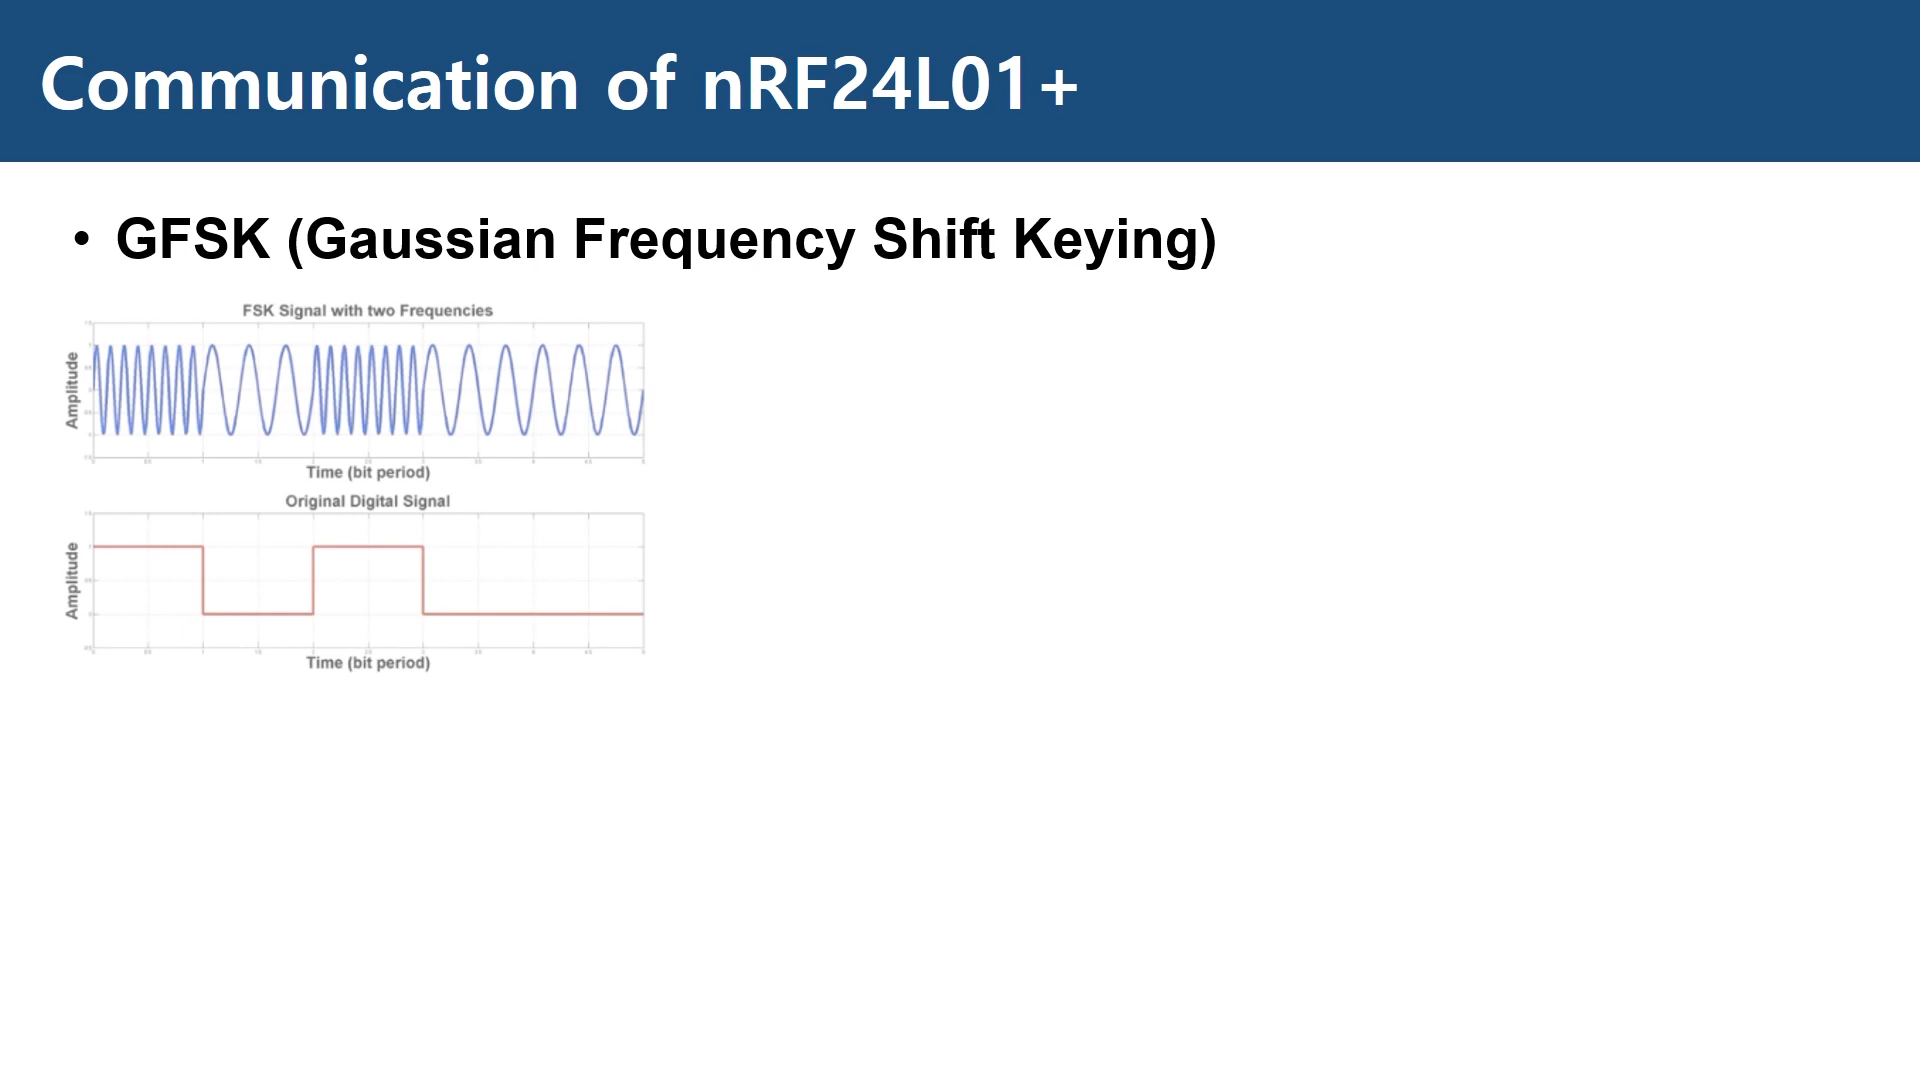 Communication of nRF24L01+
• GFSK (Gaussian Frequency Shift Keying)
FSK Signal with two Frequencies
Amplitude
Time (bit period)
Original Digital Signal
Amplitude
Time (bit period)